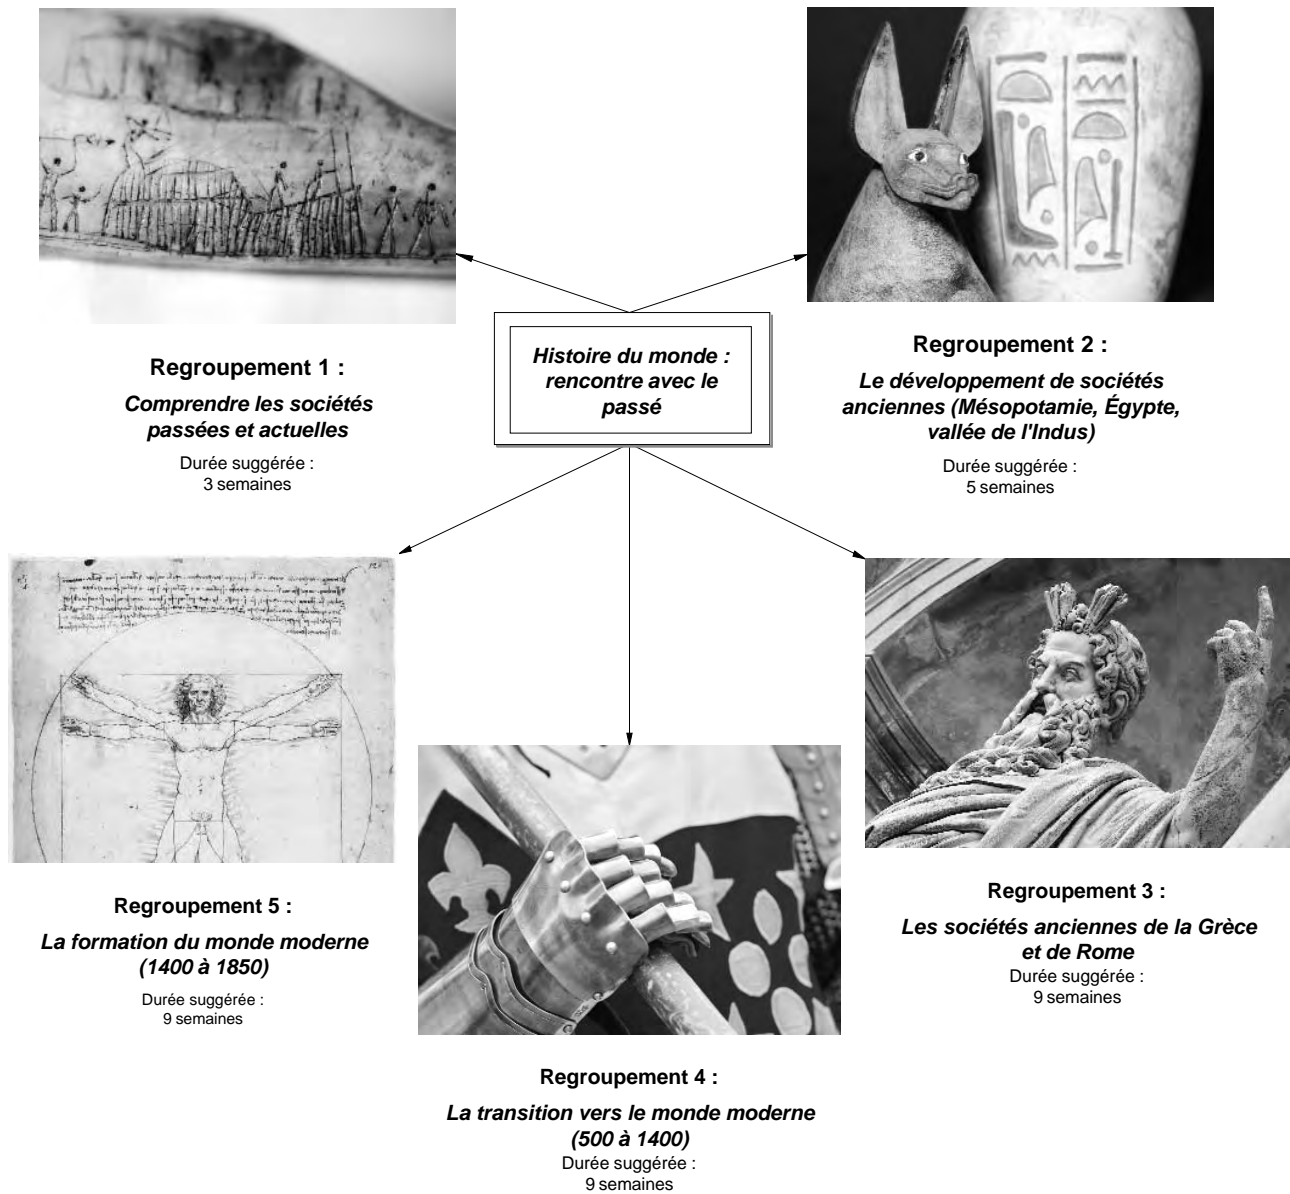 Histoire du monde :
rencontre avec le
passé
Regroupement 1 :
Comprendre les sociétés
passées et actuelles
Durée suggérée :
3 semaines
Regroupement 2 :
Le développement de sociétés
anciennes (Mésopotamie, Égypte,
vallée de l'Indus)
Durée suggérée :
5 semaines
Regroupement 3 :
Les sociétés anciennes de la Grèce
et de Rome
Durée suggérée :
9 semaines
Regroupement 4 :
La transition vers le monde moderne
(500 à 1400)
Durée suggérée :
9 semaines
Regroupement 5 :
La formation du monde moderne
(1400 à 1850)
Durée suggérée :
9 semaines